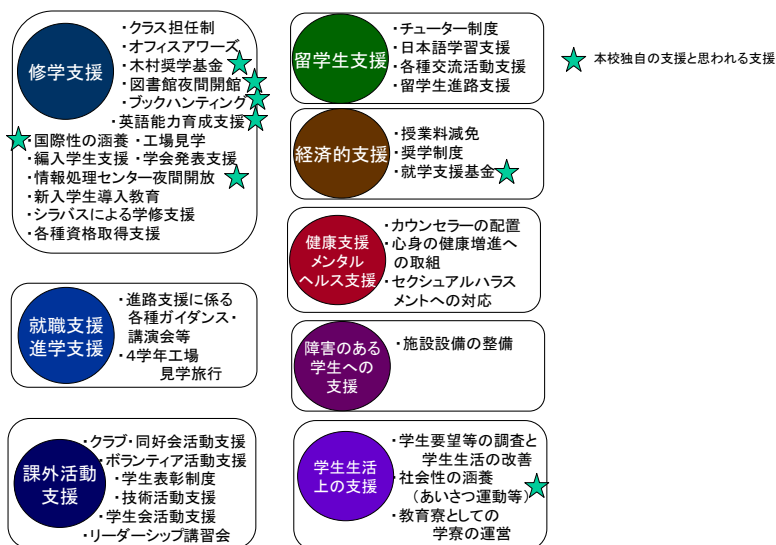 修学支援
・クラス担任制
・オフィスアワーズ
・木村奨学基金
・図書館夜間開館
・ブックハンティング
・英語能力育成支援
・国際性の涵養 ・工場見学
・編入学生支援 ・学会発表支援
・情報処理センター夜間開放
・新入学生導入教育
・シラバスによる学修支援
・各種資格取得支援
就職支援
進学支援
・進路支援に係る
各種ガイダンス・
講演会等
・4学年工場
見学旅行
課外活動
支援
・クラブ・同好会活動支援
・ボランティア活動支援
・学生表彰制度
・技術活動支援
・学生会活動支援
・リーダーシップ講習会
留学生支援
・チューター制度
・日本語学習支援
・各種交流活動支援
・留学生進路支援
本校独自の支援と思われる支援
経済的支援
・授業料減免
・奨学制度
・就学支援基金
健康支援
メンタル
ヘルス支援
・カウンセラーの配置
・心身の健康増進へ
の取組
・セクシュアルハラス
メントへの対応
障害のある
学生への
支援
・施設設備の整備
学生生活
上の支援
・学生要望等の調査と
学生生活の改善
・社会性の涵養
（あいさつ運動等）
・教育寮としての
学寮の運営